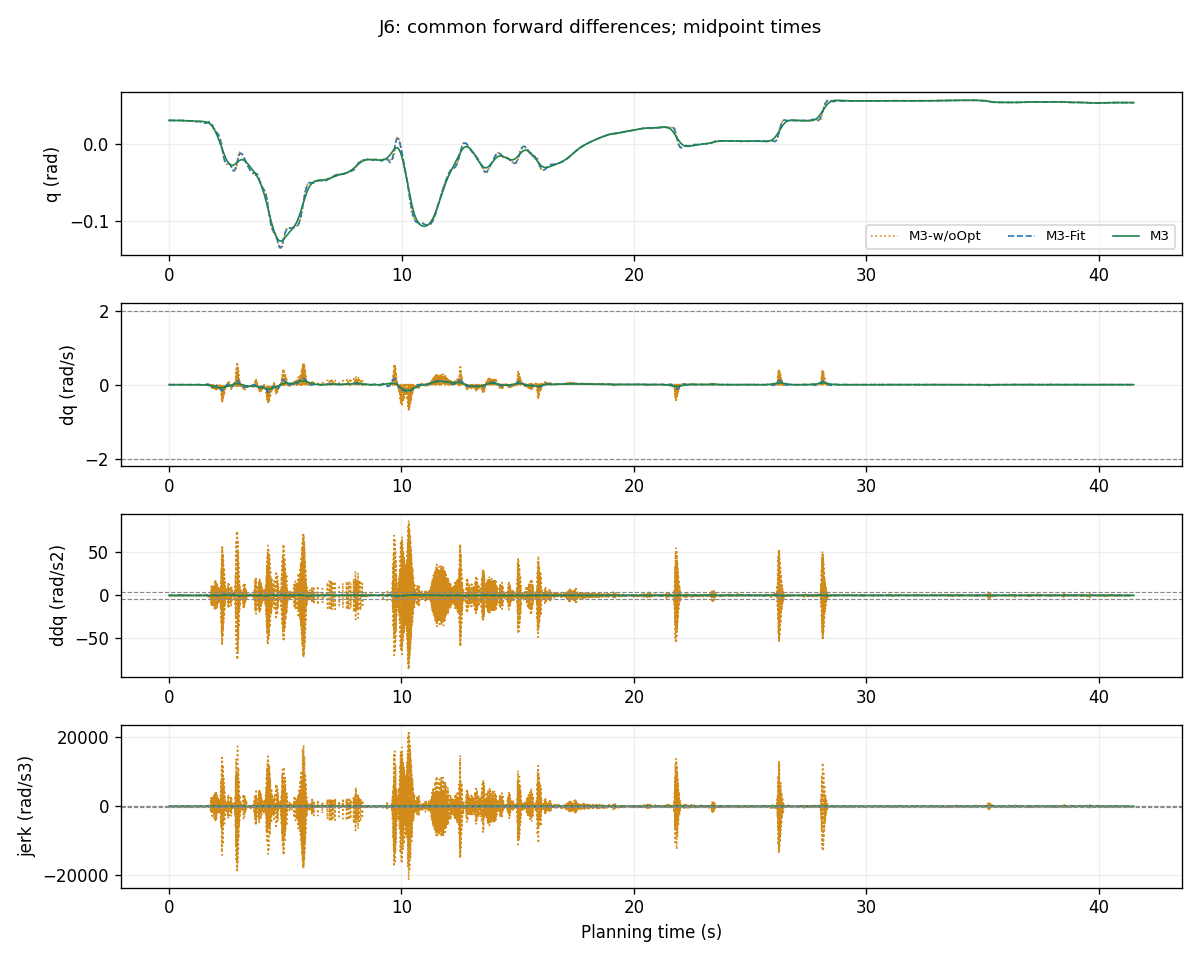 J6: common forward differences; midpoint times
q (rad)
0.0
−0.1
M3-w/oOpt M3-Fit M3
0 10 20 30 40
dq (rad/s)
2
0
−2
0 10 20 30 40
ddq (rad/s2)
50
0
−50
0 10 20 30 40
jerk (rad/s3)
20000
0
−20000
0 10 20 30 40
Planning time (s)